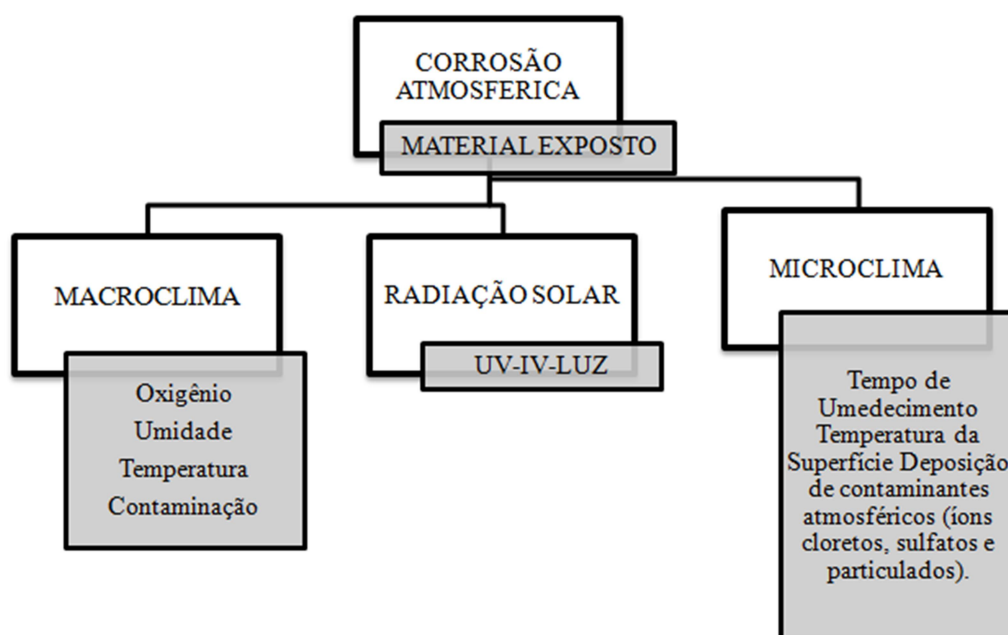 CORROSÃO
ATMOSFERICA
MATERIAL EXPOSTO
MACROCLIMA
Oxigênio
Umidade
Temperatura
Contaminação
RADIAÇÃO SOLAR
UV-IV-LUZ
MICROCLIMA
Tempo de
Umedecimento
Temperatura da
Superfície Deposição
de contaminantes
atmosféricos (íons
cloretos, sulfatos e
particulados).